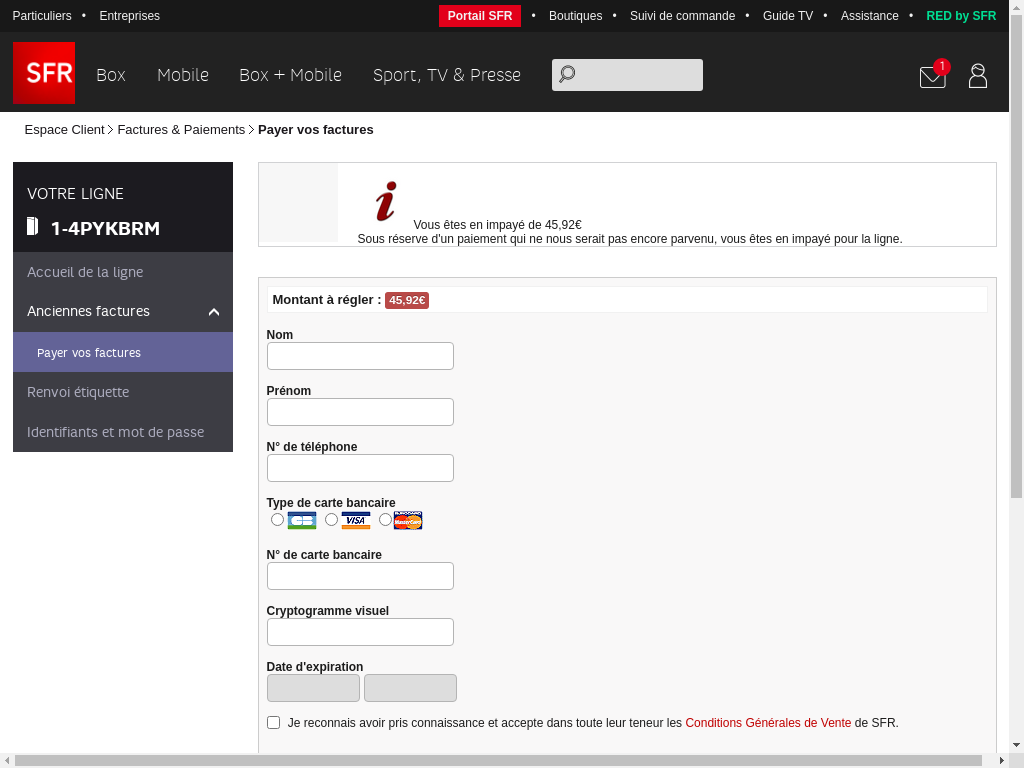 Particuliers • Entreprises Portail SFR • Boutiques • Suivi de commande • Guide TV • Assistance • RED by SFR
SFR Box Mobile Box + Mobile Sport, TV & Presse 1
Espace Client > Factures & Paiements > Payer vos factures
VOTRE LIGNE
1-4PYKBRM
Accueil de la ligne
Anciennes factures
Payer vos factures
Renvoi étiquette
Identifiants et mot de passe
Vous êtes en impayé de 45,92€
Sous réserve d'un paiement qui ne nous serait pas encore parvenu, vous êtes en impayé pour la ligne.
Montant à régler : 45,92€
Nom
Prénom
N° de téléphone
Type de carte bancaire
CB VISA MasterCard
N° de carte bancaire
Cryptogramme visuel
Date d'expiration
Je reconnais avoir pris connaissance et accepte dans toute leur teneur les Conditions Générales de Vente de SFR.